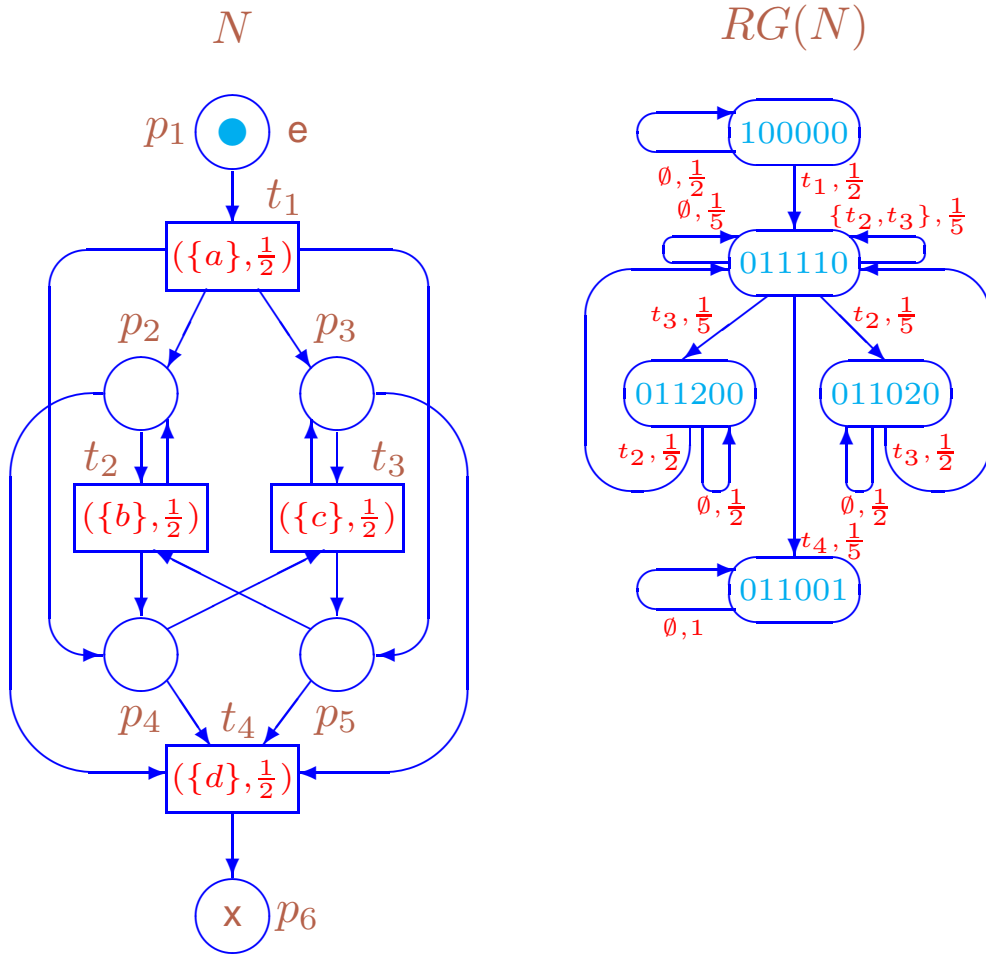 N
p₁ e
t₁
({a}, ½)
p₂ p₃
t₂ t₃
({b}, ½) ({c}, ½)
p₄ t₄ p₅
({d}, ½)
x p₆
RG(N)
100000
∅, ½ t₁, ½
∅, ⅕ {t₂, t₃}, ⅕
011110
t₃, ⅕ t₂, ⅕
011200 011020
t₂, ½ t₃, ½
∅, ½ ∅, ½
t₄, ⅕
011001
∅, 1